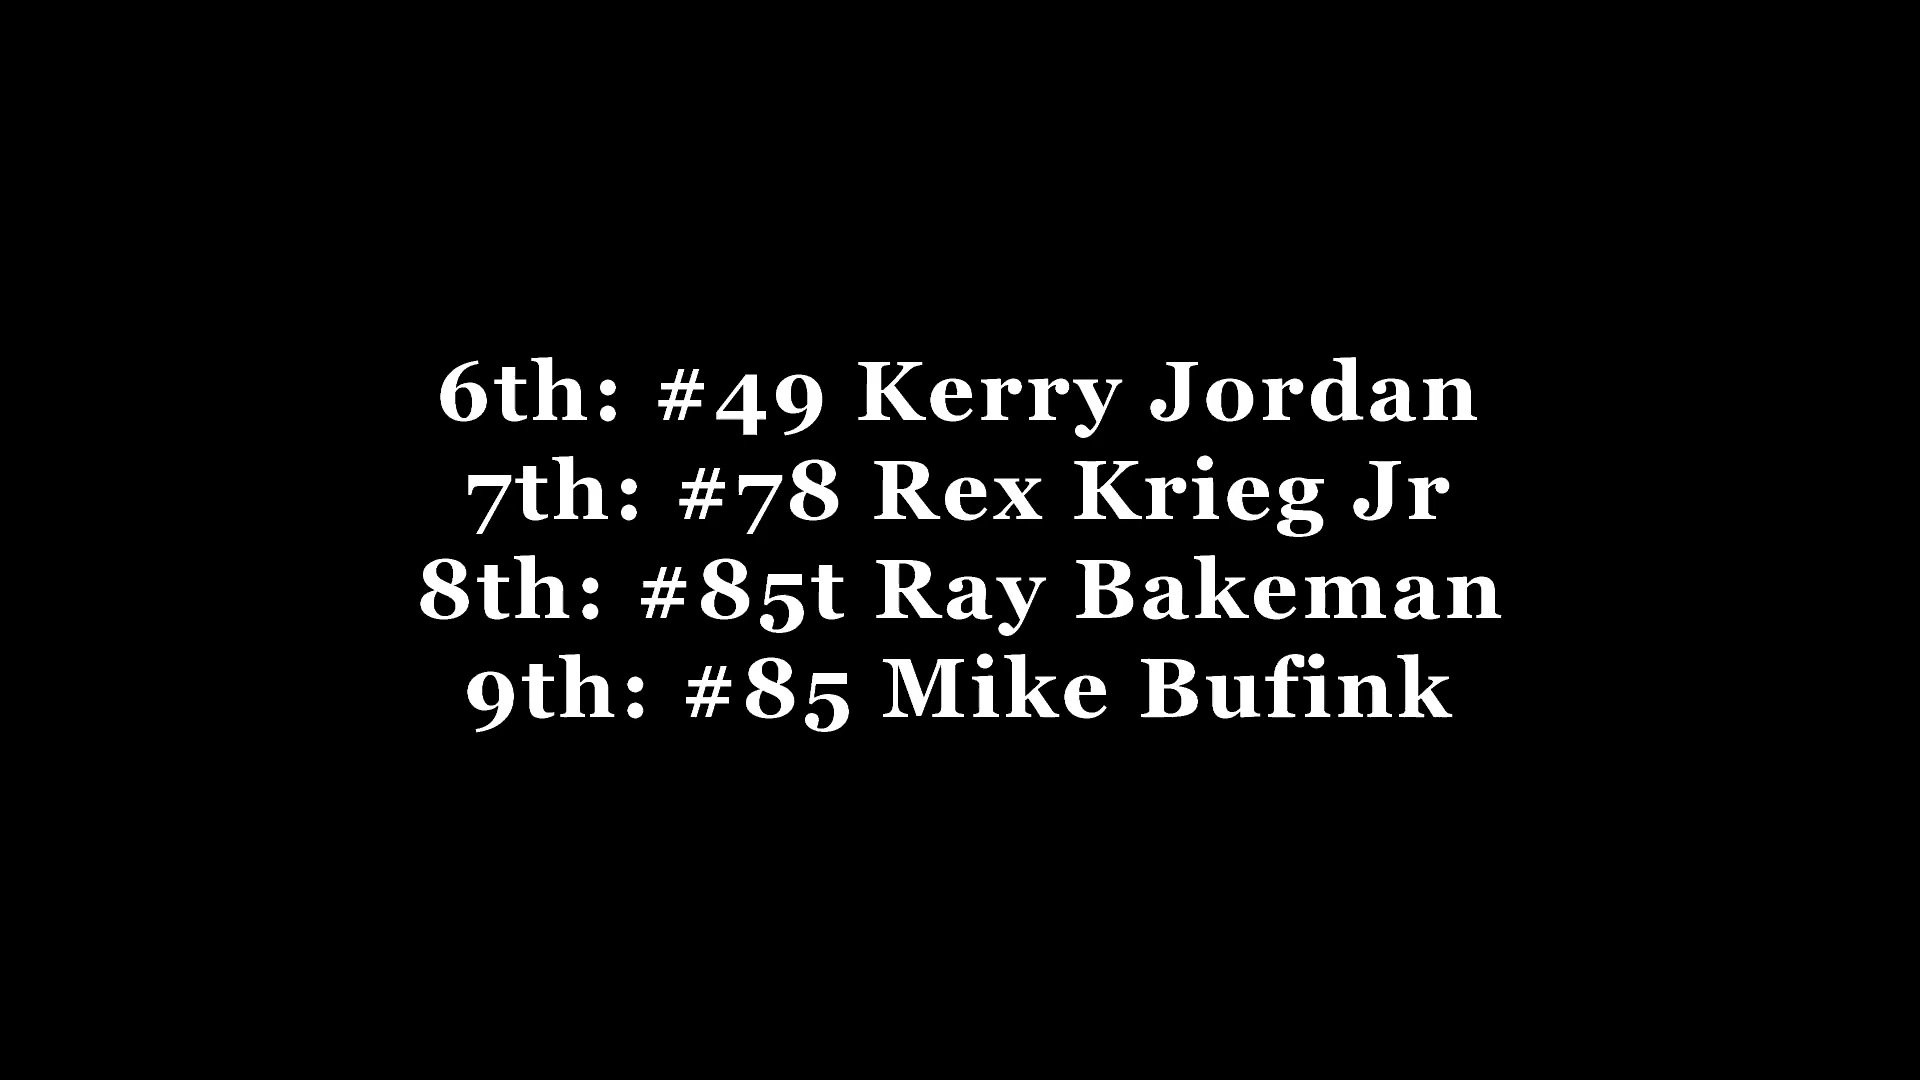 6th: #49 Kerry Jordan
7th: #78 Rex Krieg Jr
8th: #85t Ray Bakeman
9th: #85 Mike Bufink